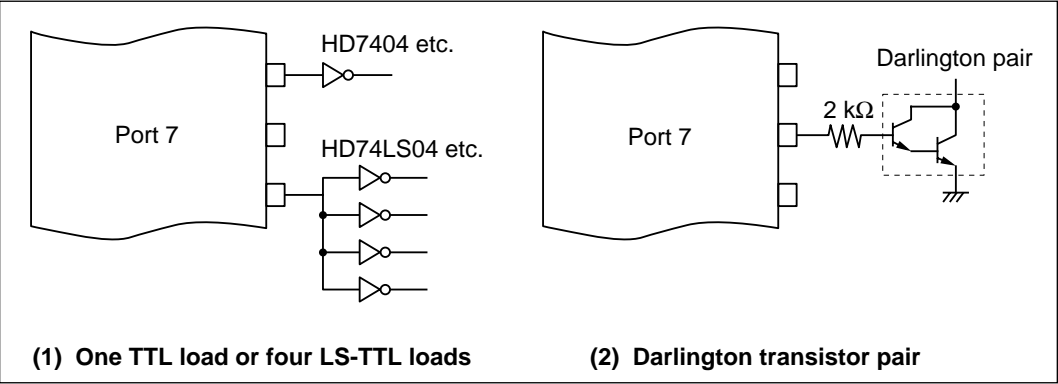 HD7404 etc.
Port 7
HD74LS04 etc.
(1) One TTL load or four LS-TTL loads
Darlington pair
2 kΩ
Port 7
(2) Darlington transistor pair